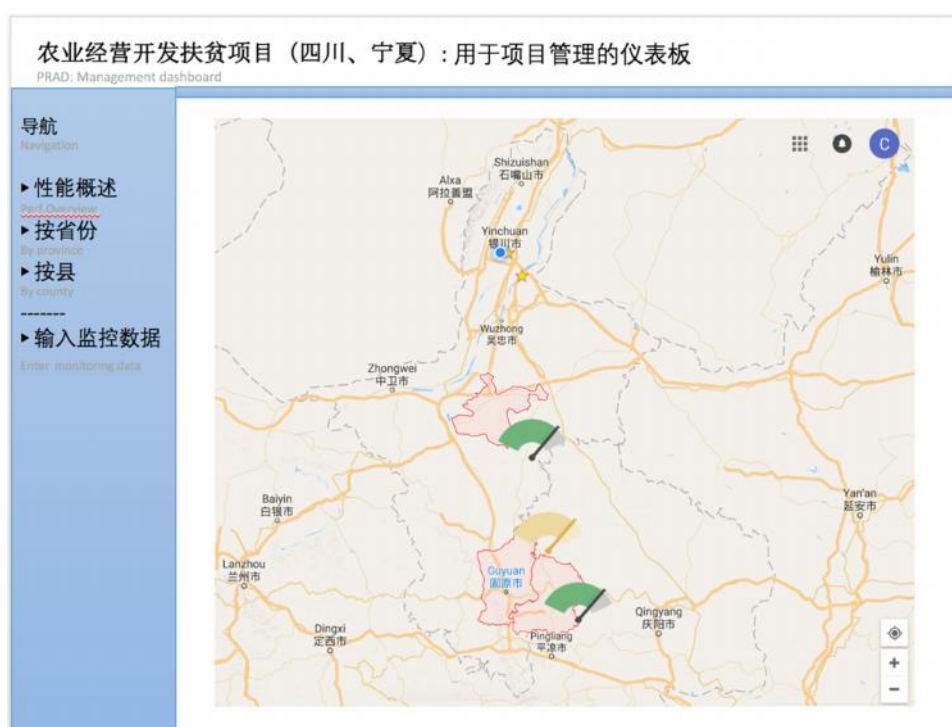 农业经营开发扶贫项目（四川、宁夏）: 用于项目管理的仪表板
PRAD: Management dashboard
导航
Navigation
▸性能概述
Perf Overview
▸按省份
By province
▸按县
By county
-------
▸输入监控数据
Enter monitoring data
C
Shizuishan
石嘴山市
Alxa
阿拉善盟
Yinchuan
银川市
Yulin
榆林市
Wuzhong
吴忠市
Zhongwei
中卫市
Baiyin
白银市
Yan'an
延安市
Lanzhou
兰州市
Guyuan
固原市
Qingyang
庆阳市
Dingxi
定西市
Pingliang
平凉市
+
−